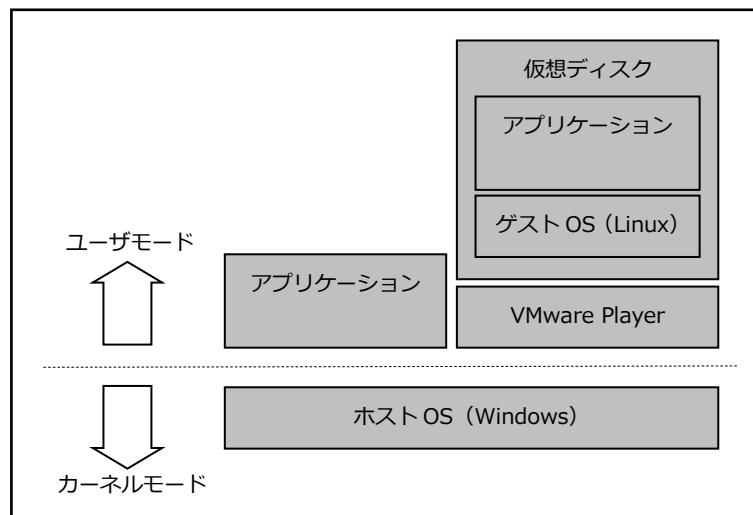 仮想ディスク
アプリケーション
ゲスト OS（Linux）
ユーザモード
アプリケーション
VMware Player
ホスト OS（Windows）
カーネルモード